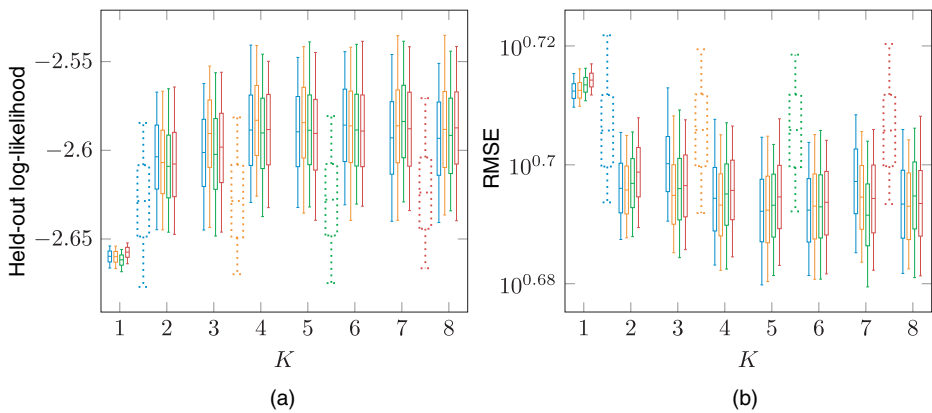 Held-out log-likelihood
−2.55
−2.6
−2.65
1 2 3 4 5 6 7 8
K
(a)
RMSE
10^0.72
10^0.7
10^0.68
1 2 3 4 5 6 7 8
K
(b)